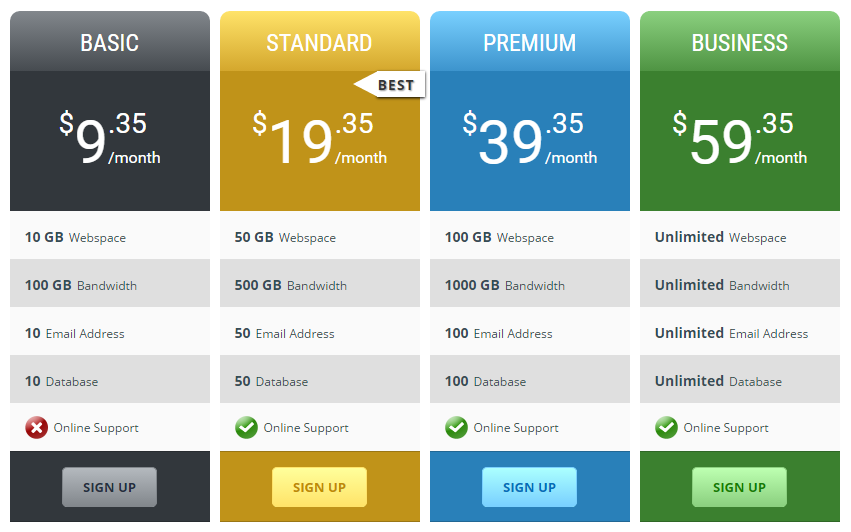 BASIC
$9.35/month
10 GB Webspace
100 GB Bandwidth
10 Email Address
10 Database
Online Support
SIGN UP
STANDARD
BEST
$19.35/month
50 GB Webspace
500 GB Bandwidth
50 Email Address
50 Database
Online Support
SIGN UP
PREMIUM
$39.35/month
100 GB Webspace
1000 GB Bandwidth
100 Email Address
100 Database
Online Support
SIGN UP
BUSINESS
$59.35/month
Unlimited Webspace
Unlimited Bandwidth
Unlimited Email Address
Unlimited Database
Online Support
SIGN UP